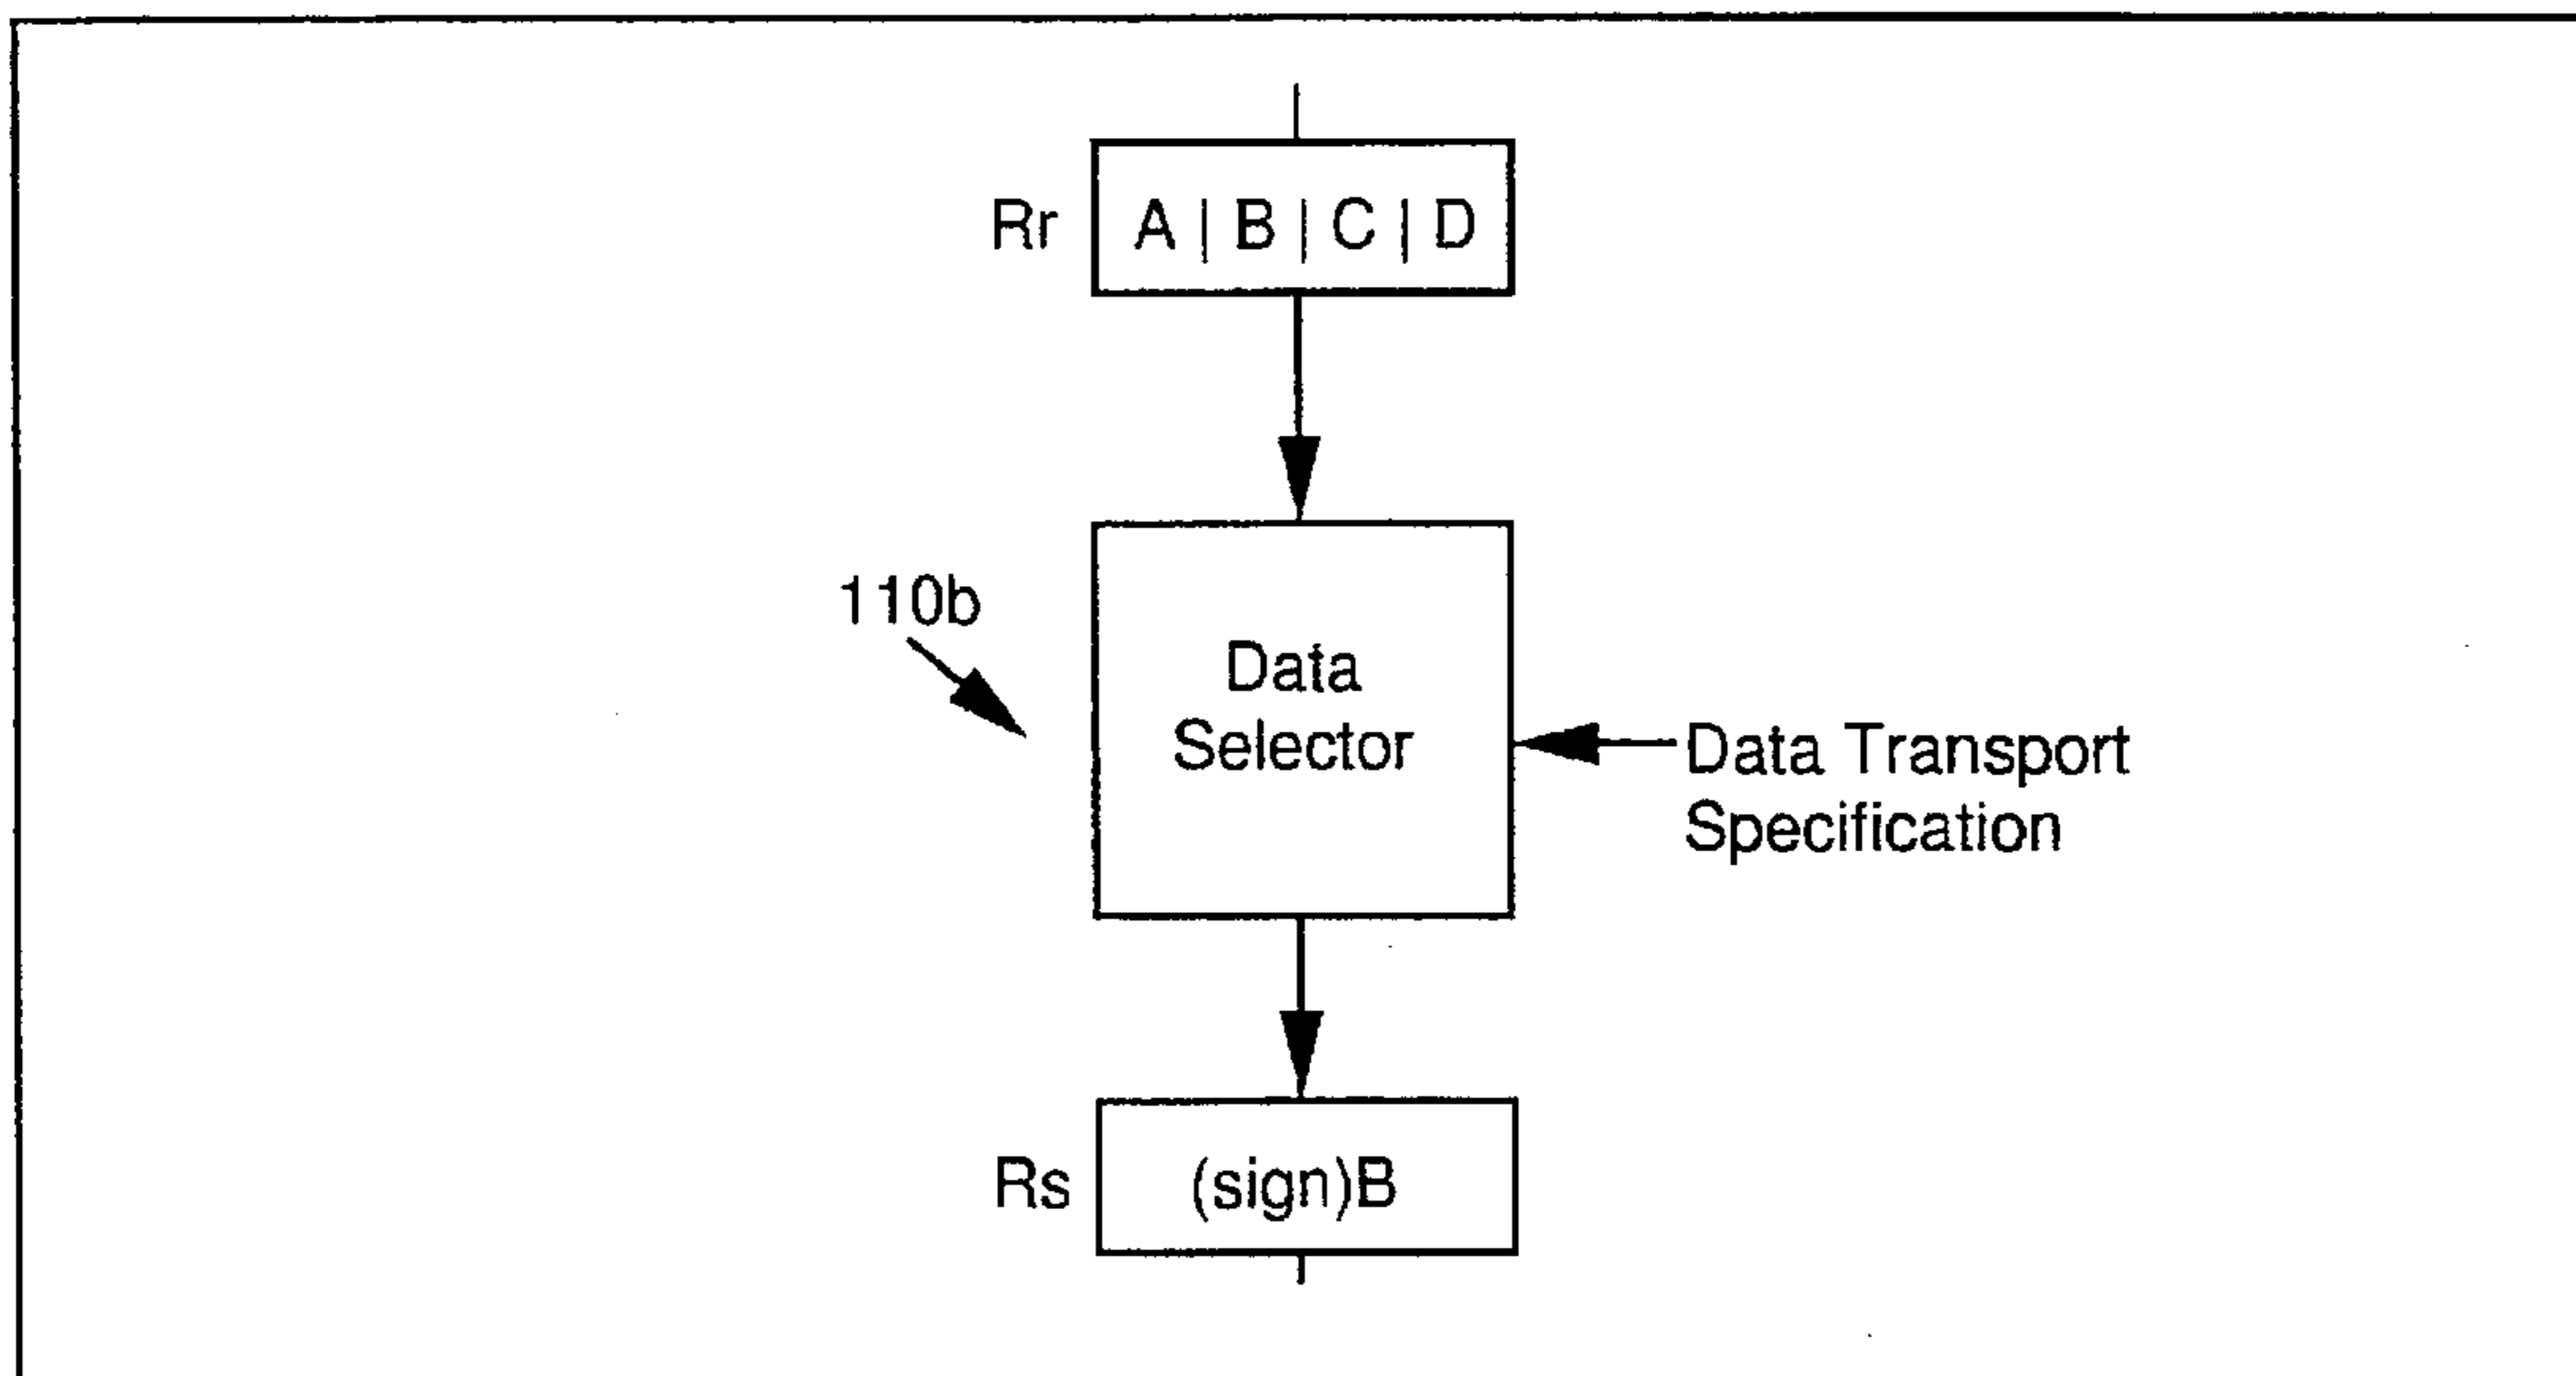 Rr A | B | C | D
110b
Data
Selector
Data Transport
Specification
Rs (sign)B